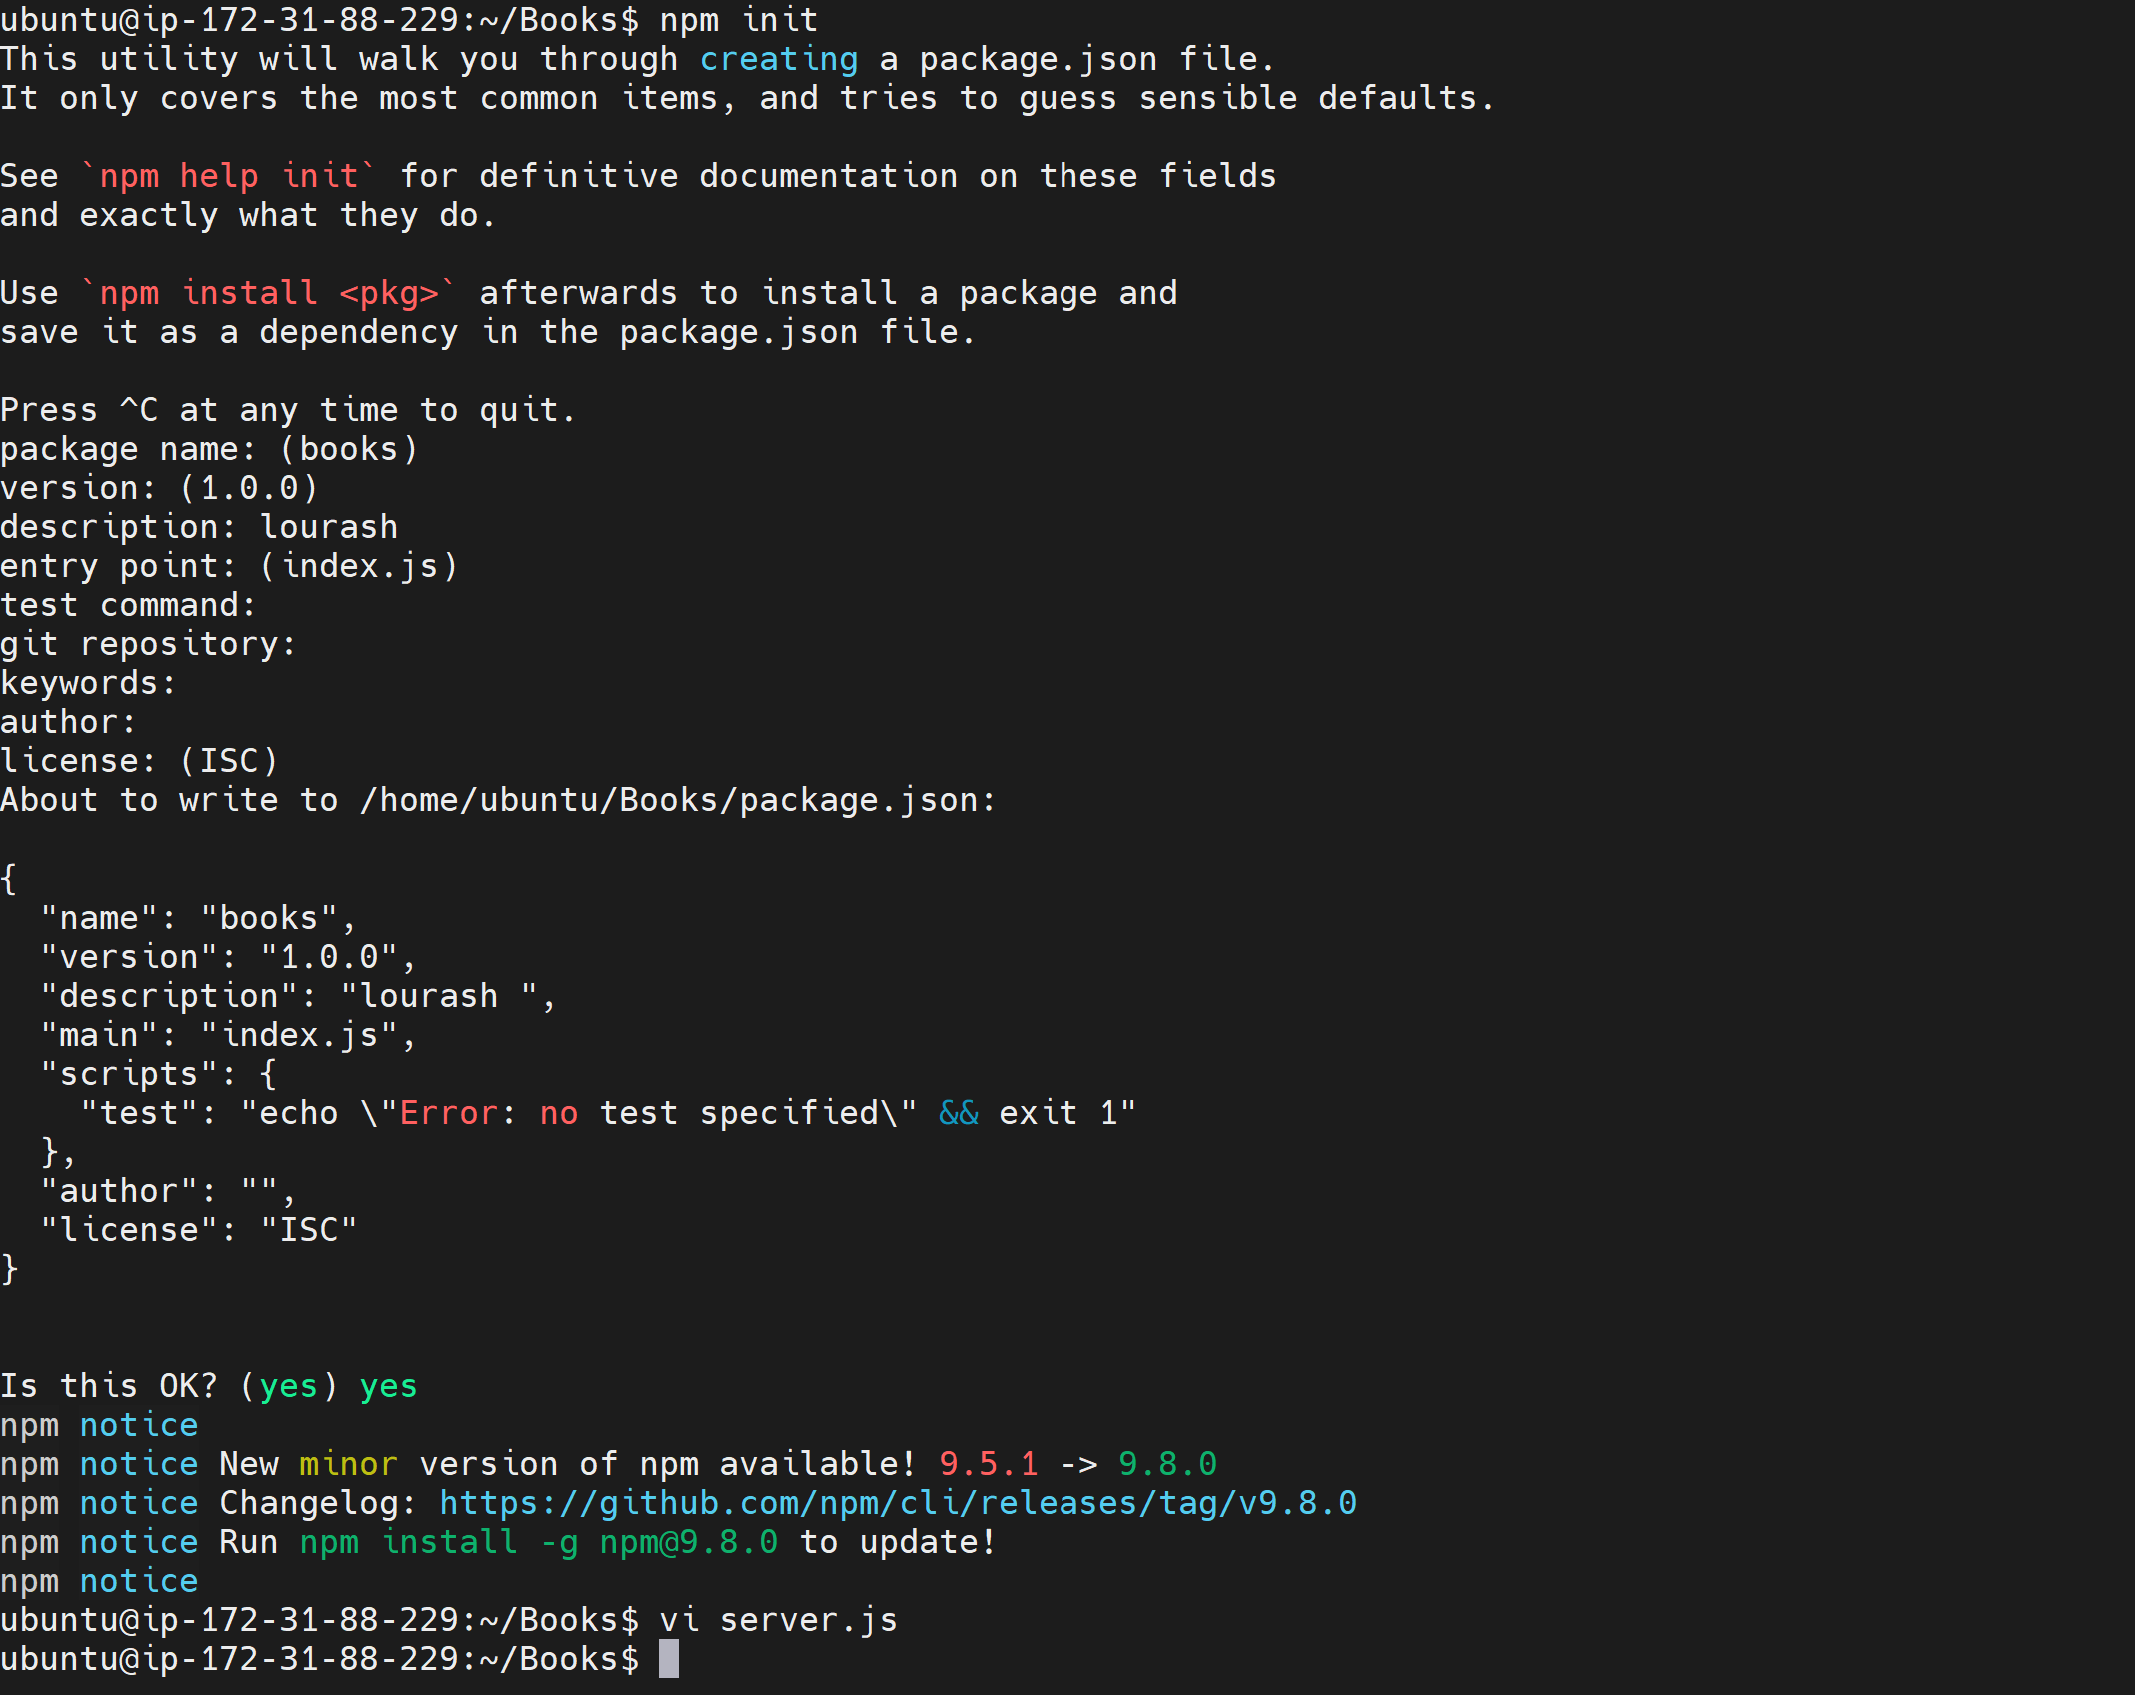 ubuntu@ip-172-31-88-229:~/Books$ npm init
This utility will walk you through creating a package.json file.
It only covers the most common items, and tries to guess sensible defaults.
See `npm help init` for definitive documentation on these fields
and exactly what they do.
Use `npm install <pkg>` afterwards to install a package and
save it as a dependency in the package.json file.
Press ^C at any time to quit.
package name: (books)
version: (1.0.0)
description: lourash
entry point: (index.js)
test command:
git repository:
keywords:
author:
license: (ISC)
About to write to /home/ubuntu/Books/package.json:
{
  "name": "books",
  "version": "1.0.0",
  "description": "lourash ",
  "main": "index.js",
  "scripts": {
    "test": "echo \"Error: no test specified\" && exit 1"
  },
  "author": "",
  "license": "ISC"
}
Is this OK? (yes) yes
npm notice
npm notice New minor version of npm available! 9.5.1 -> 9.8.0
npm notice Changelog: https://github.com/npm/cli/releases/tag/v9.8.0
npm notice Run npm install -g npm@9.8.0 to update!
npm notice
ubuntu@ip-172-31-88-229:~/Books$ vi server.js
ubuntu@ip-172-31-88-229:~/Books$